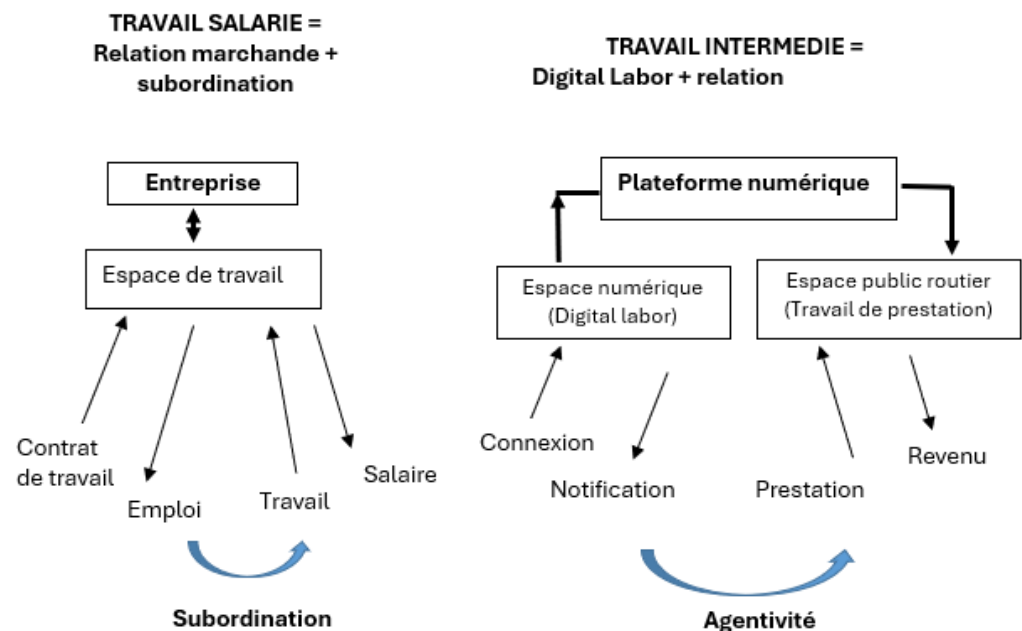 TRAVAIL SALARIE =
Relation marchande +
subordination
Entreprise
Espace de travail
Contrat
de travail
Emploi
Travail
Salaire
Subordination
TRAVAIL INTERMEDIE =
Digital Labor + relation
Plateforme numérique
Espace numérique
(Digital labor)
Espace public routier
(Travail de prestation)
Connexion
Notification
Prestation
Revenu
Agentivité